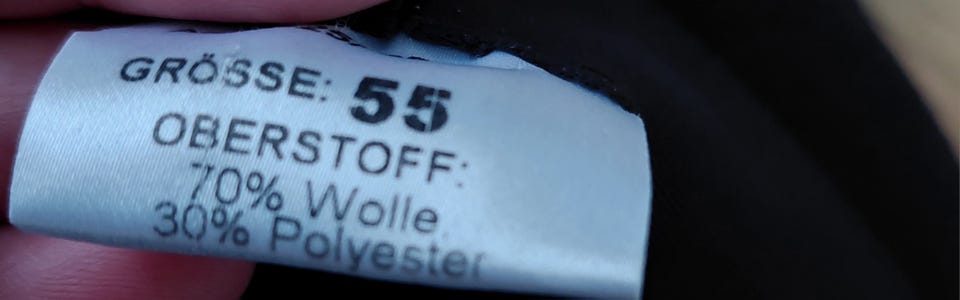 GRÖSSE: 55
OBERSTOFF:
70% Wolle
30% Polyester